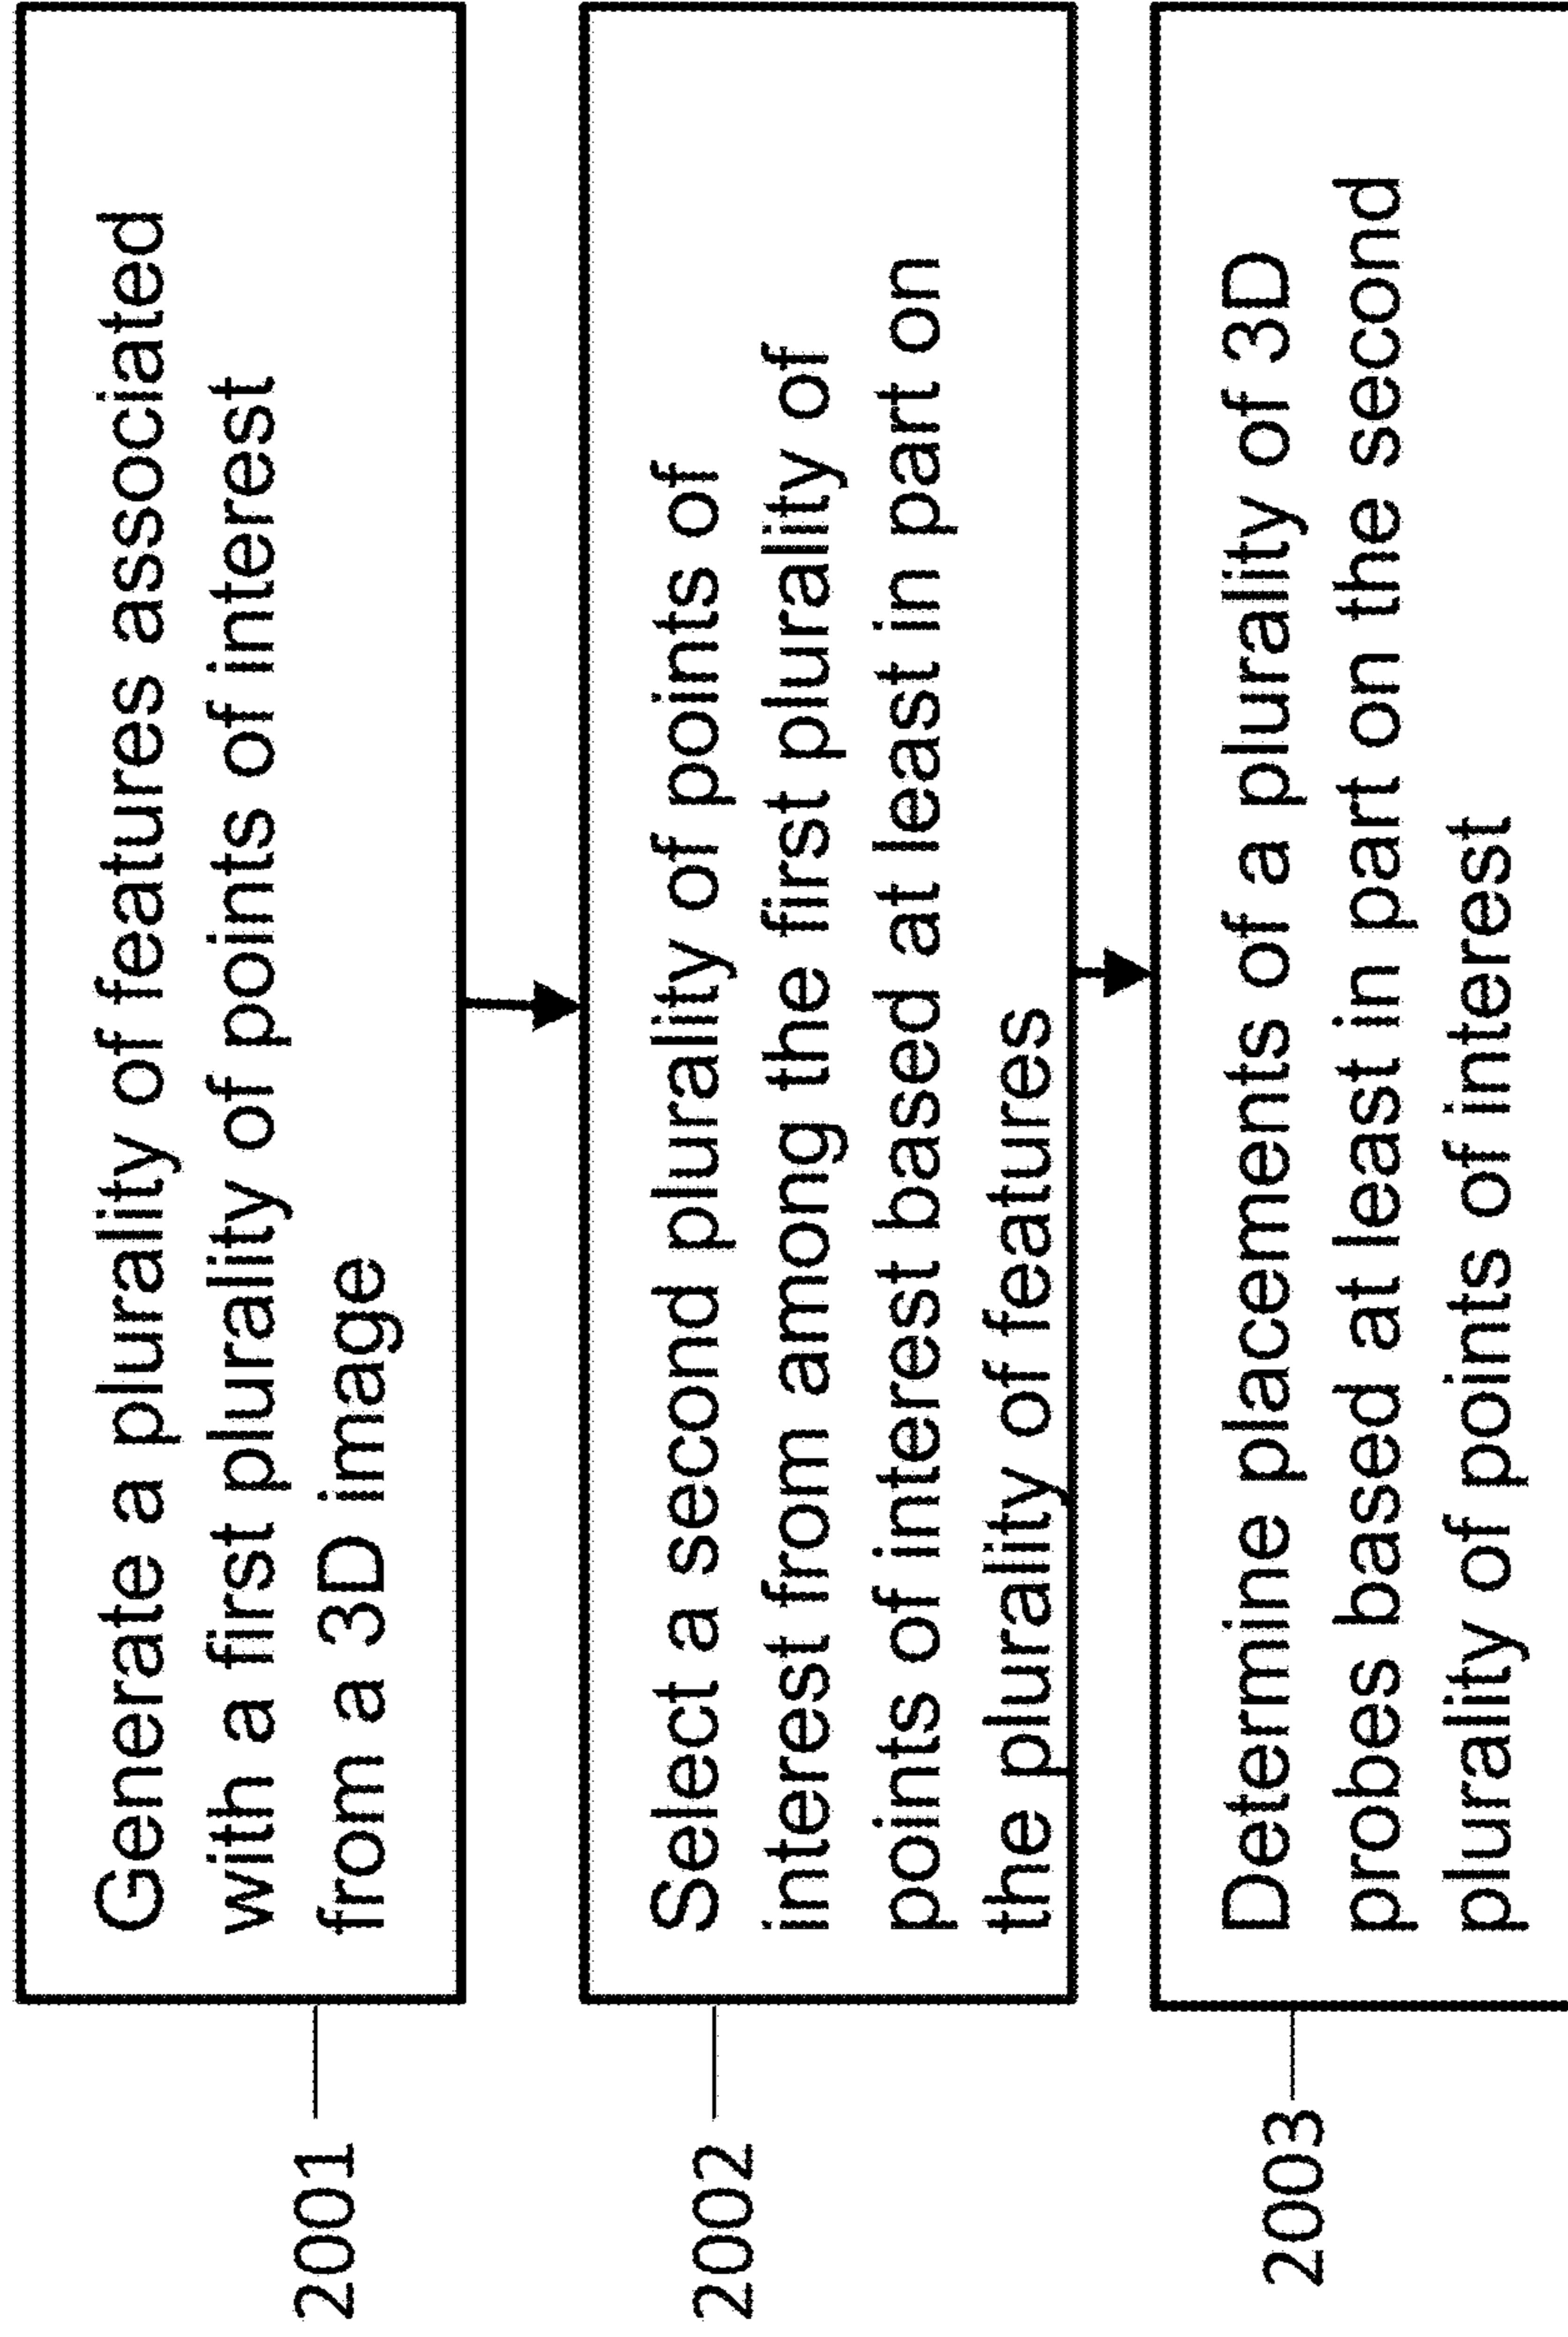 2001
Generate a plurality of features associated
with a first plurality of points of interest
from a 3D image
2002
Select a second plurality of points of
interest from among the first plurality of
points of interest based at least in part on
the plurality of features
2003
Determine placements of a plurality of 3D
probes based at least in part on the second
plurality of points of interest